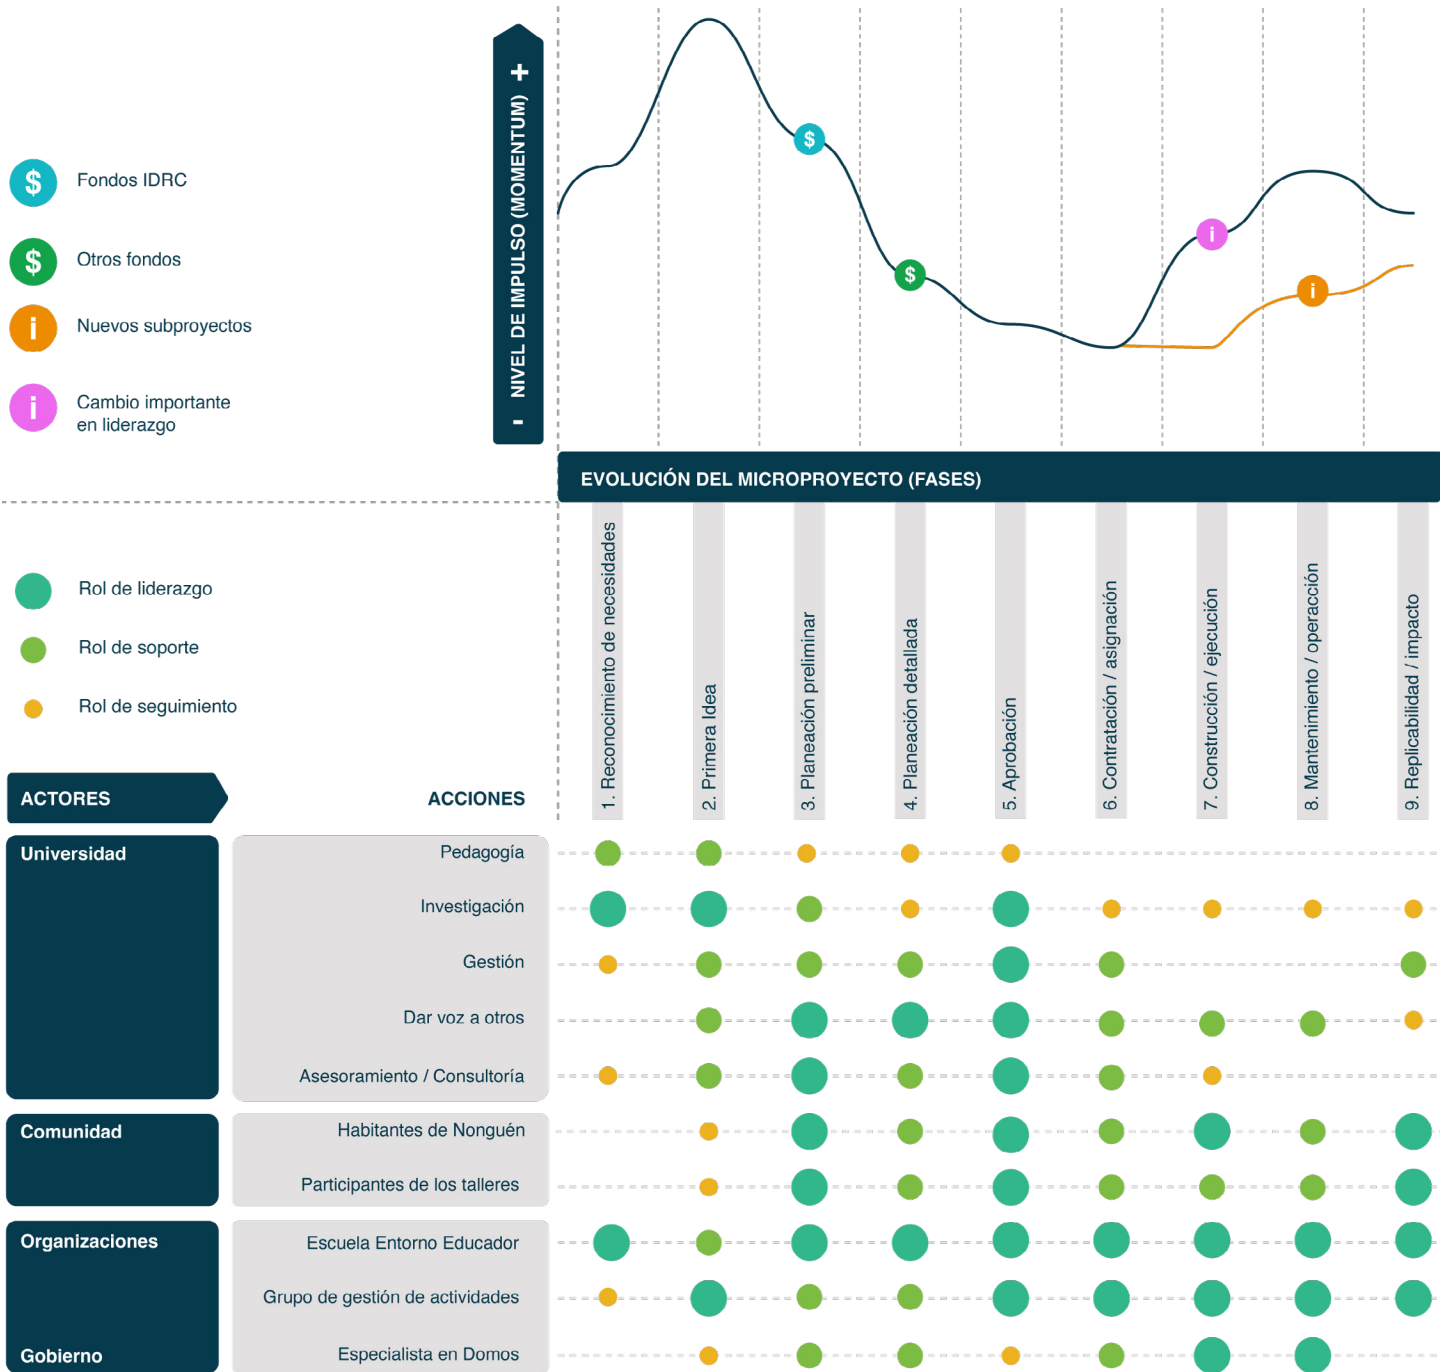 +
NIVEL DE IMPULSO (MOMENTUM)
-
$ Fondos IDRC
$ Otros fondos
i Nuevos subproyectos
i Cambio importante
en liderazgo
$
$
i
i
EVOLUCIÓN DEL MICROPROYECTO (FASES)
Rol de liderazgo
Rol de soporte
Rol de seguimiento
1. Reconocimiento de necesidades
2. Primera Idea
3. Planeación preliminar
4. Planeación detallada
5. Aprobación
6. Contratación / asignación
7. Construcción / ejecución
8. Mantenimiento / operacción
9. Replicabilidad / impacto
ACTORES
ACCIONES
Universidad
Pedagogía
Investigación
Gestión
Dar voz a otros
Asesoramiento / Consultoría
Comunidad
Habitantes de Nonguén
Participantes de los talleres
Organizaciones
Escuela Entorno Educador
Grupo de gestión de actividades
Gobierno
Especialista en Domos